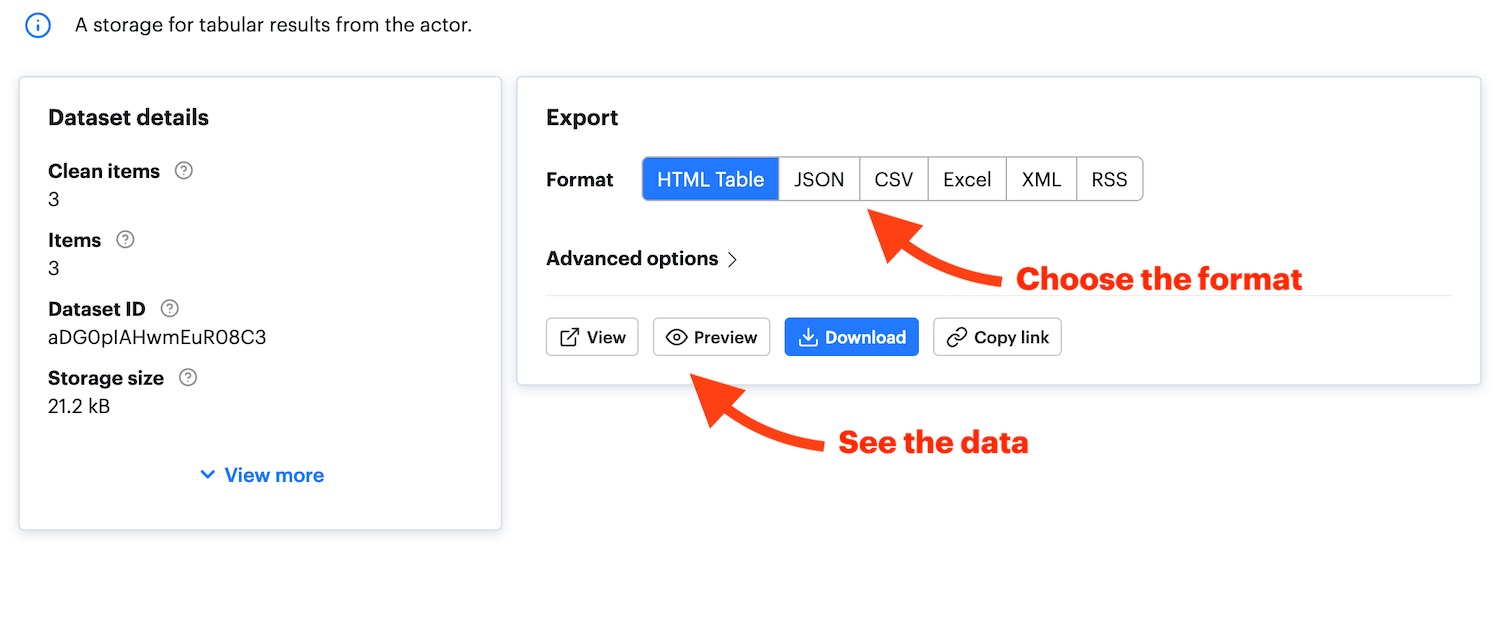 A storage for tabular results from the actor.
Dataset details
Clean items
3
Items
3
Dataset ID
aDG0pIAHwmEuR08C3
Storage size
21.2 kB
View more
Export
Format HTML Table JSON CSV Excel XML RSS
Advanced options
Choose the format
View Preview Download Copy link
See the data